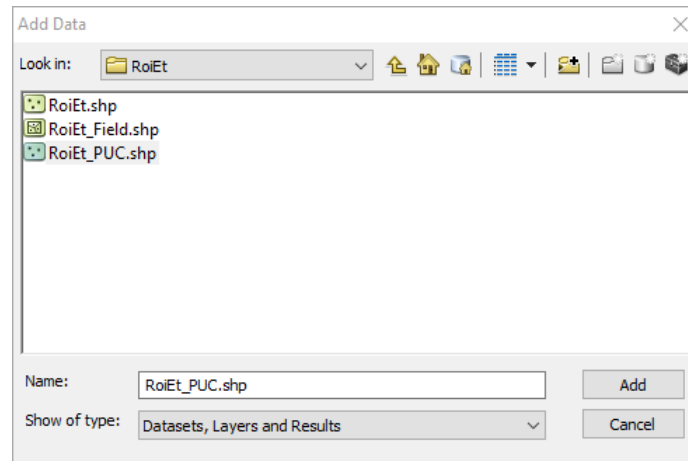 Add Data
Look in: RoiEt
RoiEt.shp
RoiEt_Field.shp
RoiEt_PUC.shp
Name: RoiEt_PUC.shp Add
Show of type: Datasets, Layers and Results Cancel